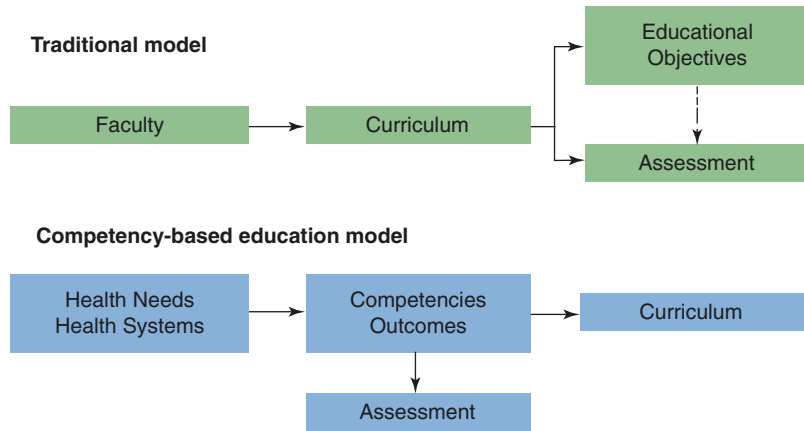 Traditional model
Educational
Objectives
Faculty
Curriculum
Assessment
Competency-based education model
Health Needs
Health Systems
Competencies
Outcomes
Curriculum
Assessment